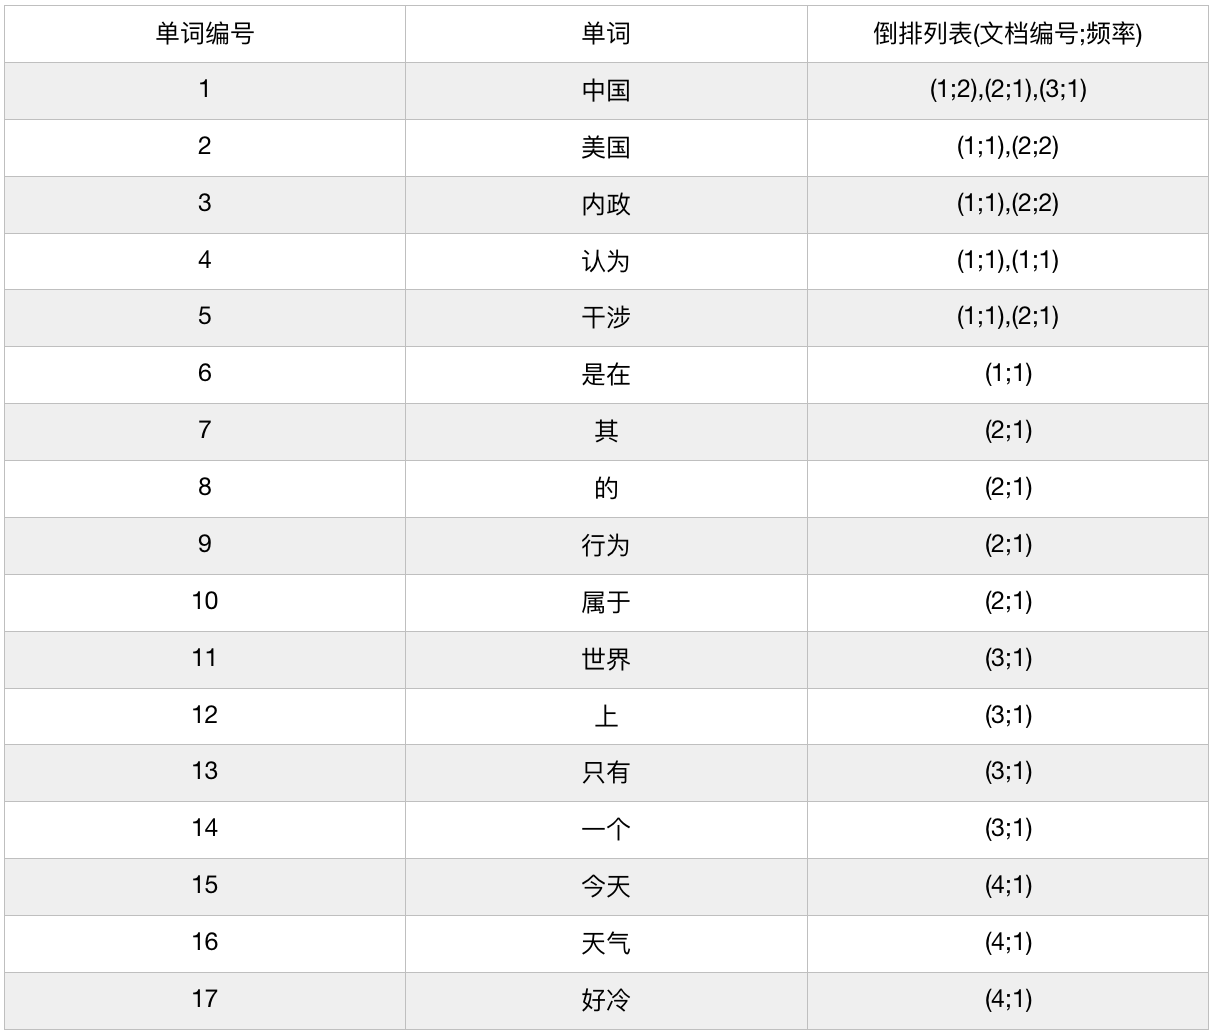 单词编号 单词 倒排列表(文档编号;频率)
1 中国 (1;2),(2;1),(3;1)
2 美国 (1;1),(2;2)
3 内政 (1;1),(2;2)
4 认为 (1;1),(1;1)
5 干涉 (1;1),(2;1)
6 是在 (1;1)
7 其 (2;1)
8 的 (2;1)
9 行为 (2;1)
10 属于 (2;1)
11 世界 (3;1)
12 上 (3;1)
13 只有 (3;1)
14 一个 (3;1)
15 今天 (4;1)
16 天气 (4;1)
17 好冷 (4;1)